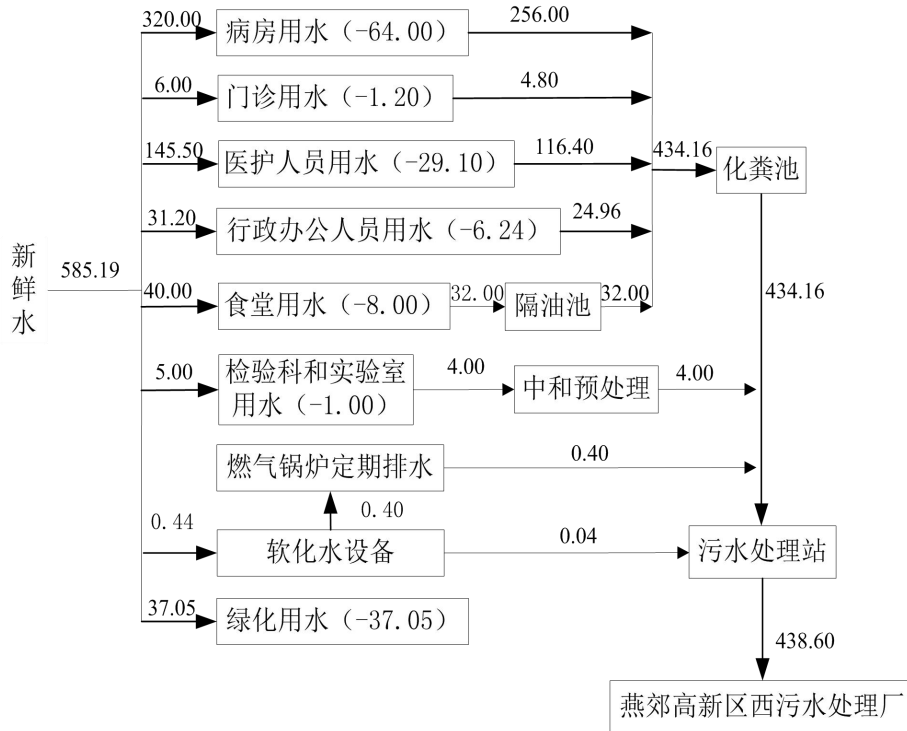 320.00
病房用水（-64.00）
256.00
6.00
门诊用水（-1.20）
4.80
145.50
医护人员用水（-29.10）
116.40
434.16
化粪池
31.20
行政办公人员用水（-6.24）
24.96
新鲜水
585.19
40.00
食堂用水（-8.00）
32.00
隔油池
32.00
434.16
5.00
检验科和实验室
用水（-1.00）
4.00
中和预处理
4.00
燃气锅炉定期排水
0.40
0.40
0.44
软化水设备
0.04
污水处理站
37.05
绿化用水（-37.05）
438.60
燕郊高新区西污水处理厂